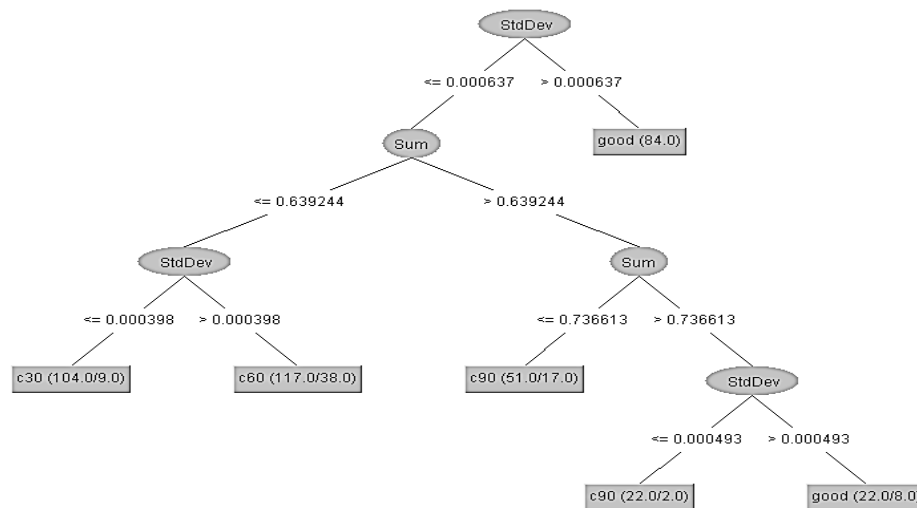 StdDev
<= 0.000637 > 0.000637
Sum good (84.0)
<= 0.639244 > 0.639244
StdDev Sum
<= 0.000398 > 0.000398 <= 0.736613 > 0.736613
c30 (104.0/9.0) c60 (117.0/38.0) c90 (51.0/17.0) StdDev
<= 0.000493 > 0.000493
c90 (22.0/2.0) good (22.0/8.0)